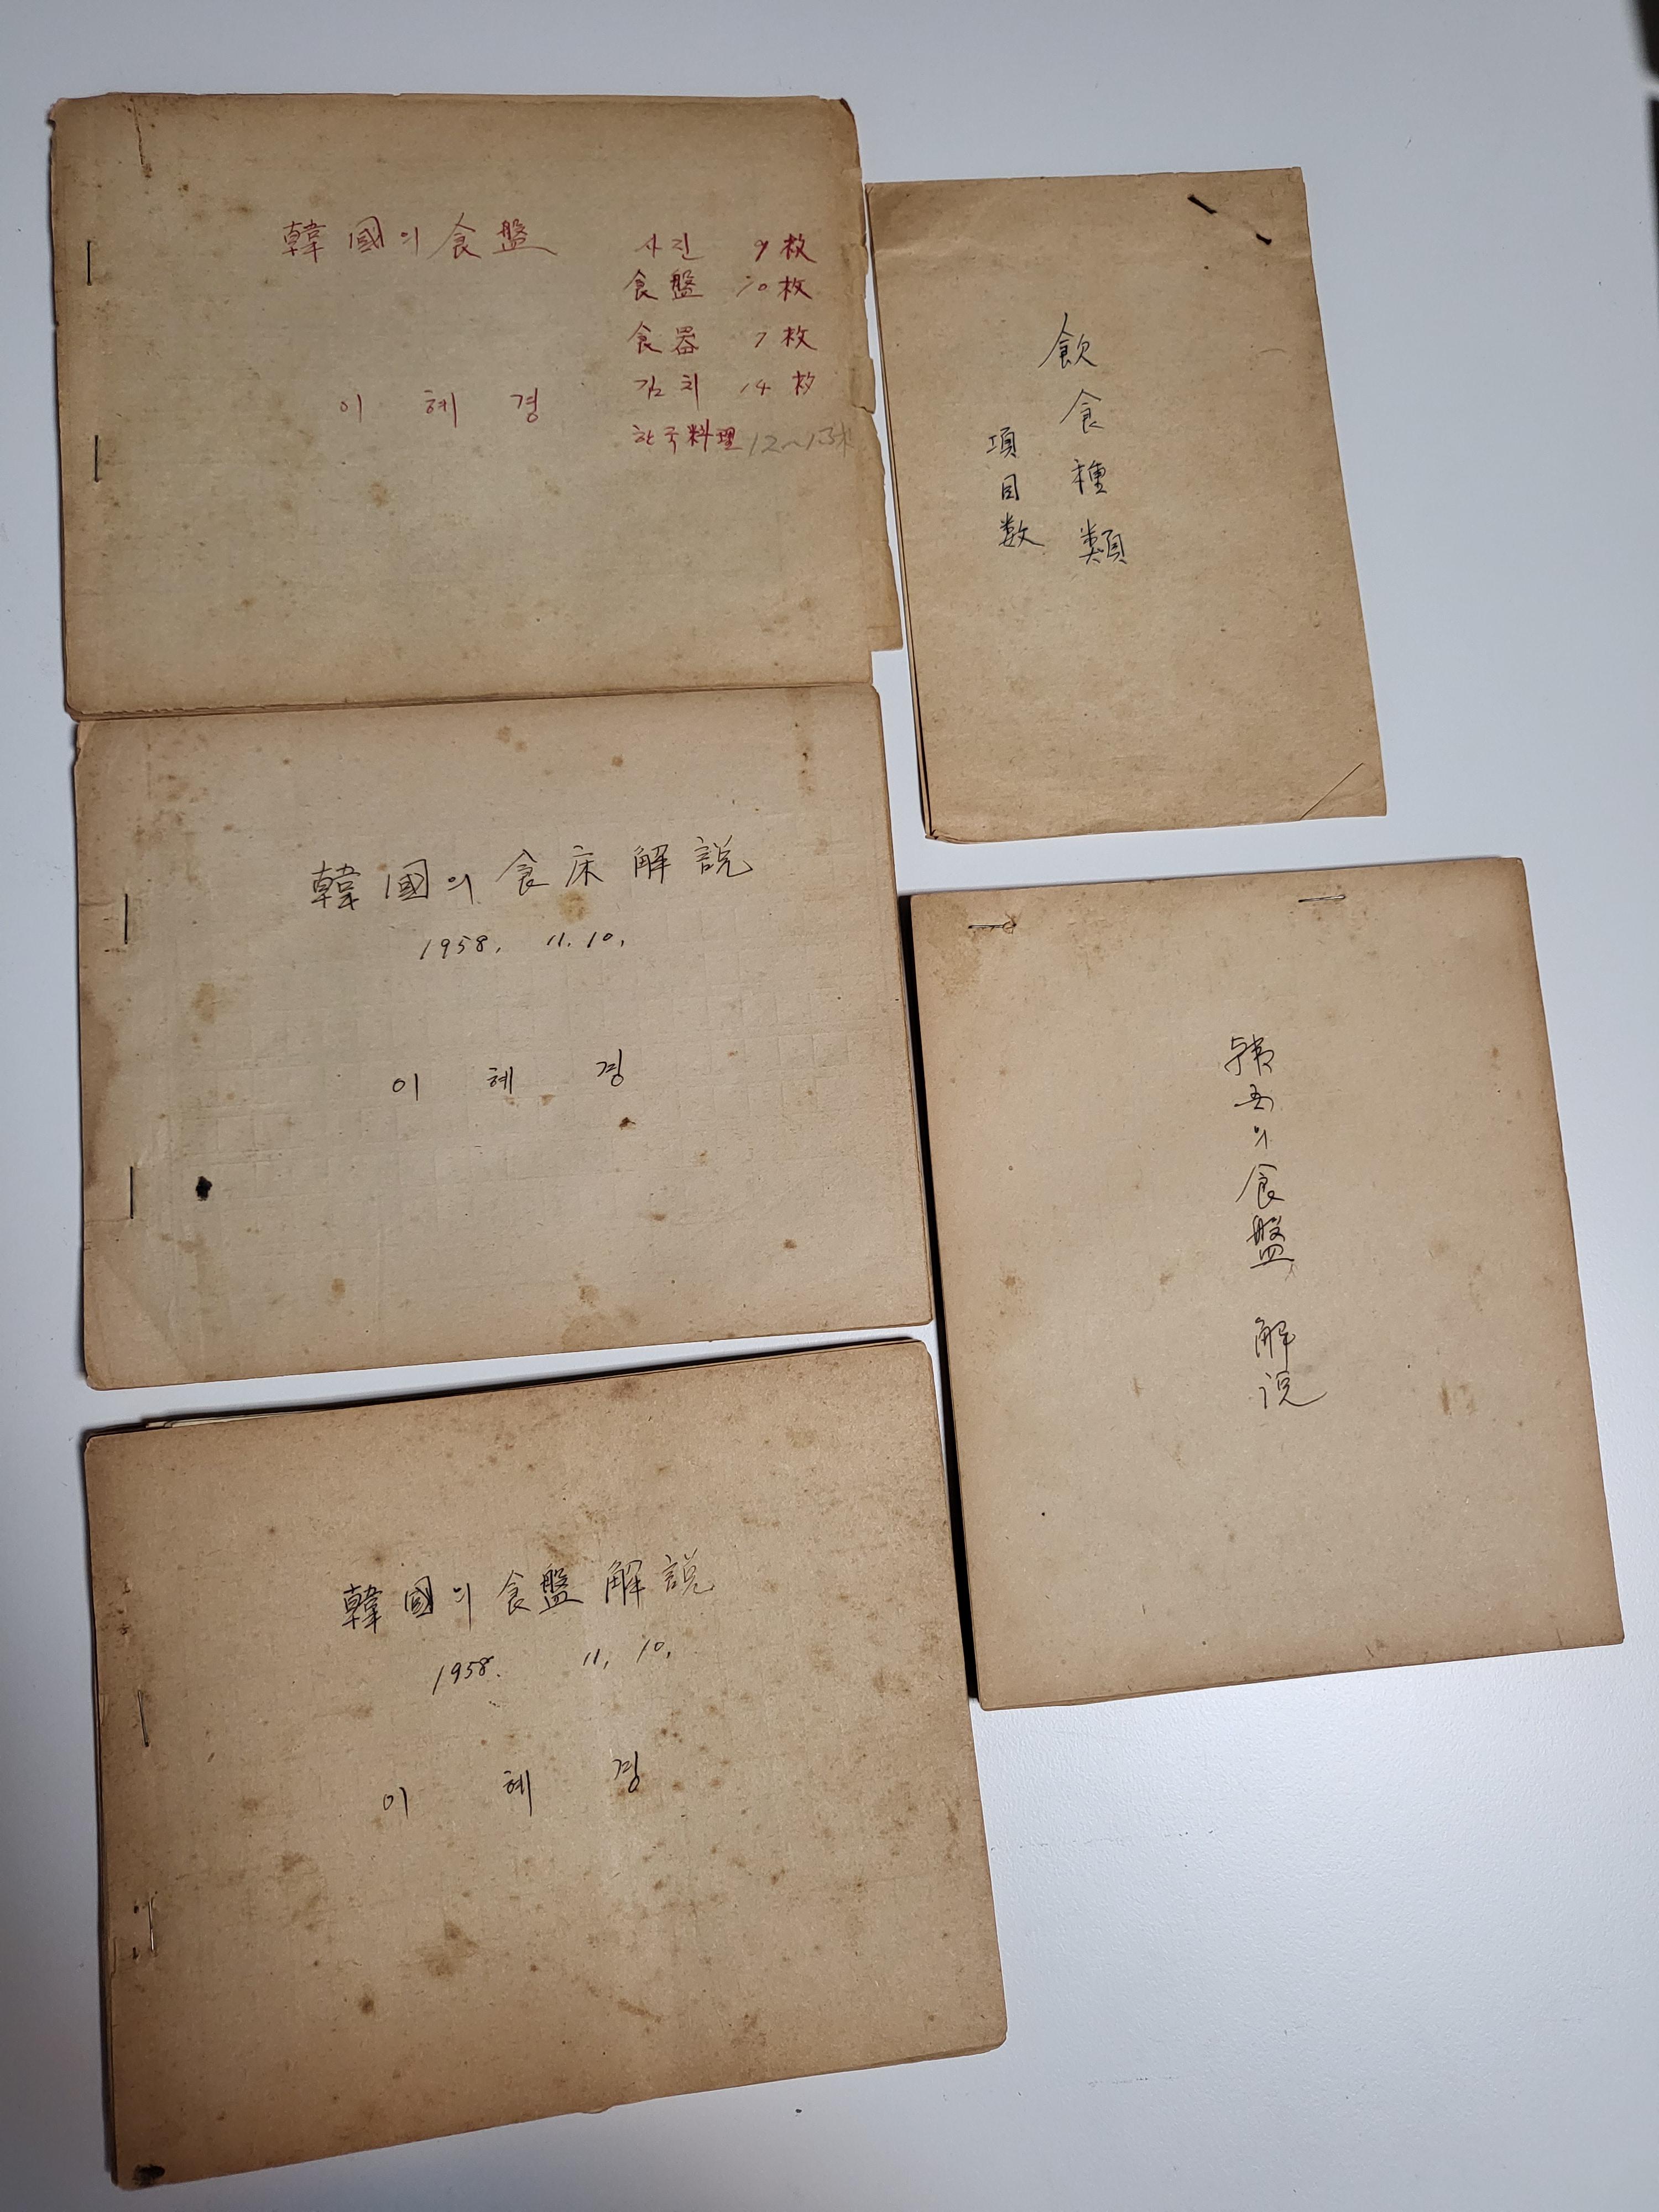 韓國의食盤
이 혜 경
사진 9枚
食盤 20枚
食器 7枚
김치 14枚
한국料理 12~13枚
飮食種類
項目数
韓國의 食床解說
1958. 11. 10.
이 혜 경
韓국의食盤 解说
韓國의 食盤解說
1958. 11. 10.
이 혜 경